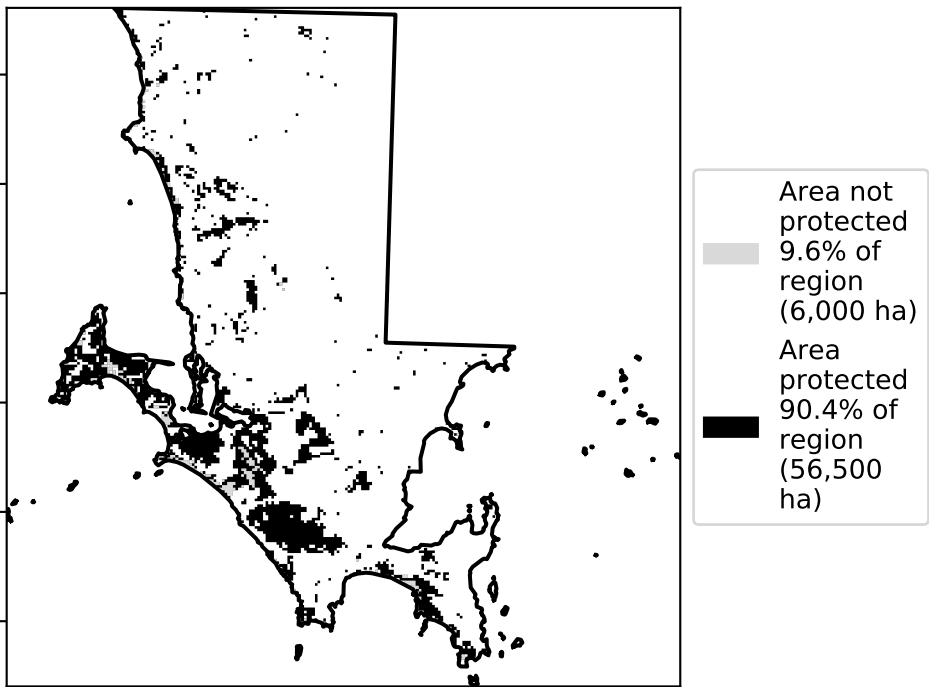 Area not
protected
9.6% of
region
(6,000 ha)
Area
protected
90.4% of
region
(56,500
ha)